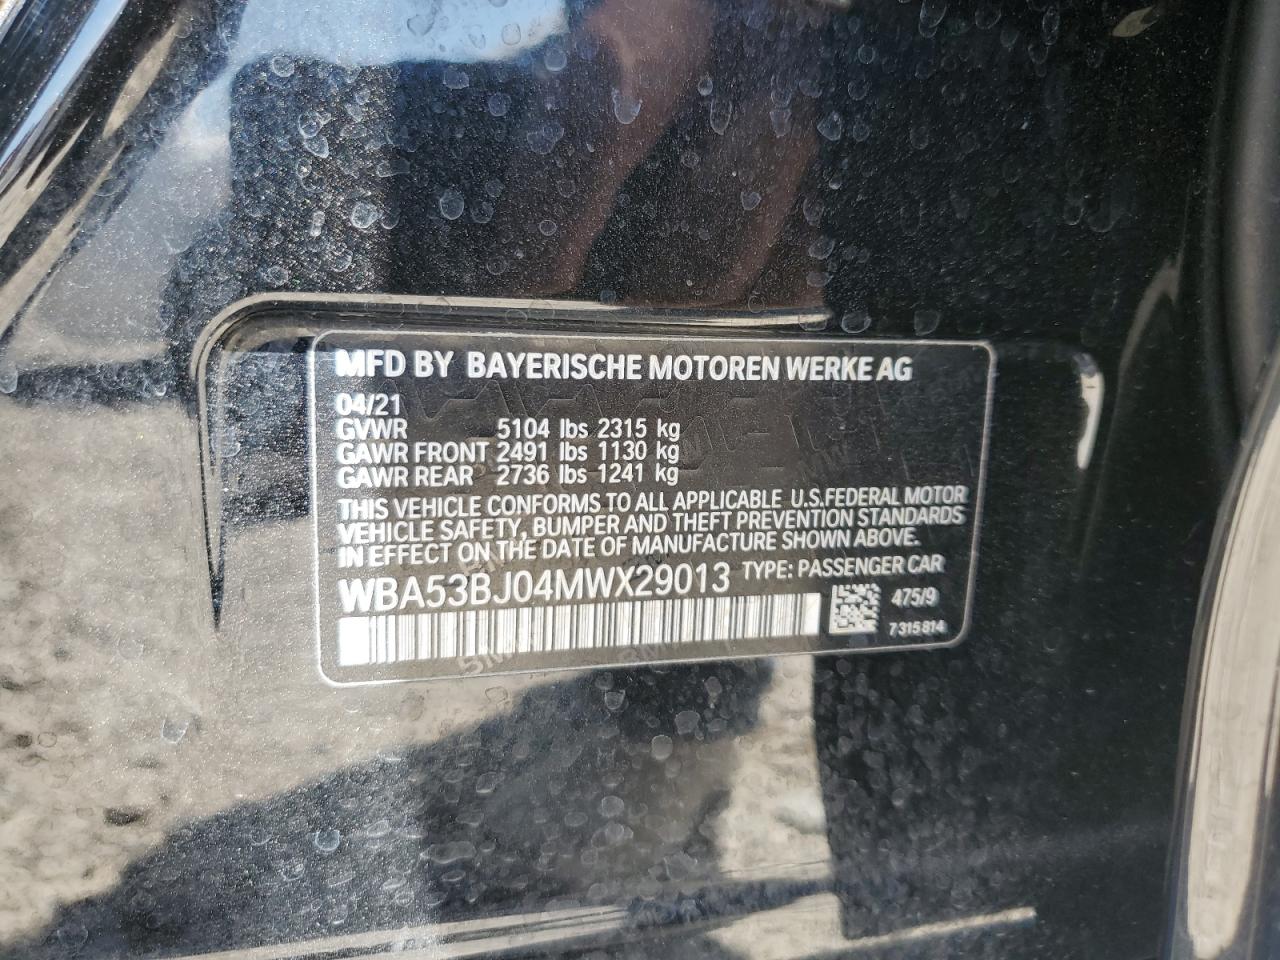 MFD BY BAYERISCHE MOTOREN WERKE AG
04/21
GVWR 5104 lbs 2315 kg
GAWR FRONT 2491 lbs 1130 kg
GAWR REAR 2736 lbs 1241 kg
THIS VEHICLE CONFORMS TO ALL APPLICABLE U.S.FEDERAL MOTOR
VEHICLE SAFETY, BUMPER AND THEFT PREVENTION STANDARDS
IN EFFECT ON THE DATE OF MANUFACTURE SHOWN ABOVE.
WBA53BJ04MWX29013 TYPE: PASSENGER CAR
475/9
7315814